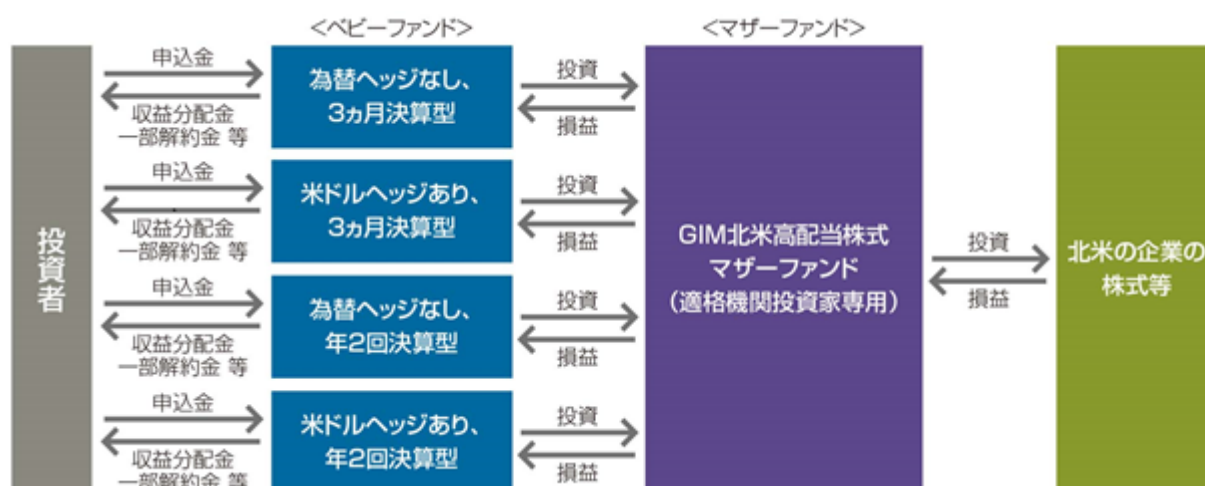 <ベビーファンド>
<マザーファンド>
投資者
申込金
収益分配金
一部解約金 等
為替ヘッジなし、
3ヵ月決算型
投資
損益
申込金
収益分配金
一部解約金 等
米ドルヘッジあり、
3ヵ月決算型
投資
損益
申込金
収益分配金
一部解約金 等
為替ヘッジなし、
年2回決算型
投資
損益
申込金
収益分配金
一部解約金 等
米ドルヘッジあり、
年2回決算型
投資
損益
GIM北米高配当株式
マザーファンド
(適格機関投資家専用)
投資
損益
北米の企業の
株式等